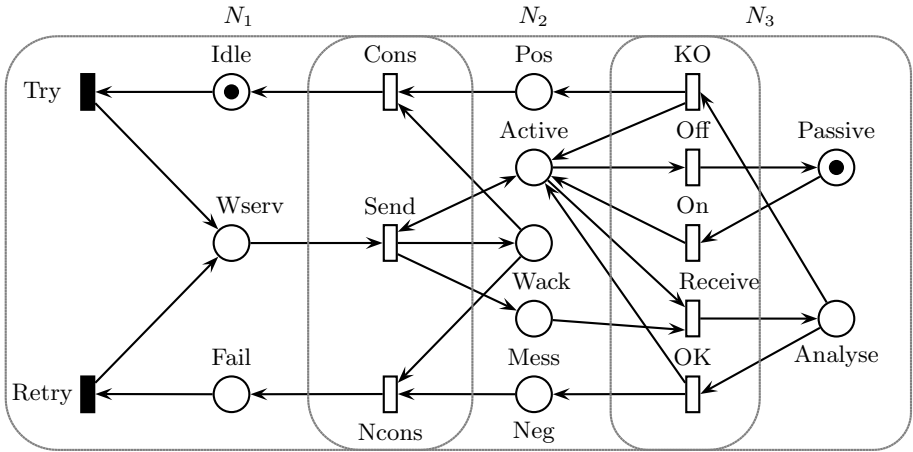 N1 N2 N3
Idle Cons Pos KO
Try
Active Off Passive
Wserv Send On
Wack Receive
Fail Mess OK Analyse
Retry
Ncons Neg